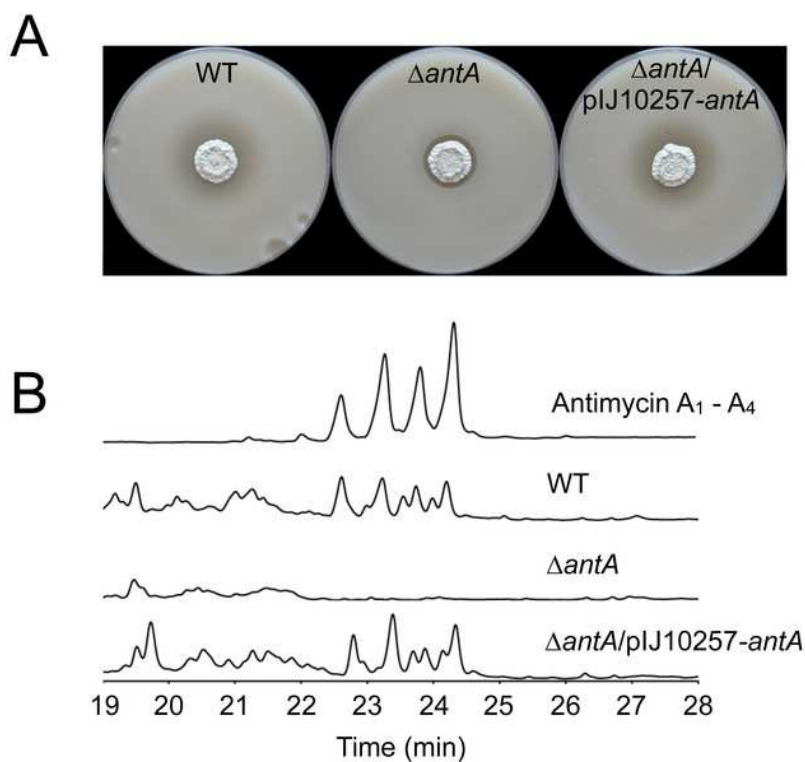 A
WT
ΔantA
ΔantA/
pIJ10257-antA
B
Antimycin A₁ - A₄
WT
ΔantA
ΔantA/pIJ10257-antA
19 20 21 22 23 24 25 26 27 28
Time (min)